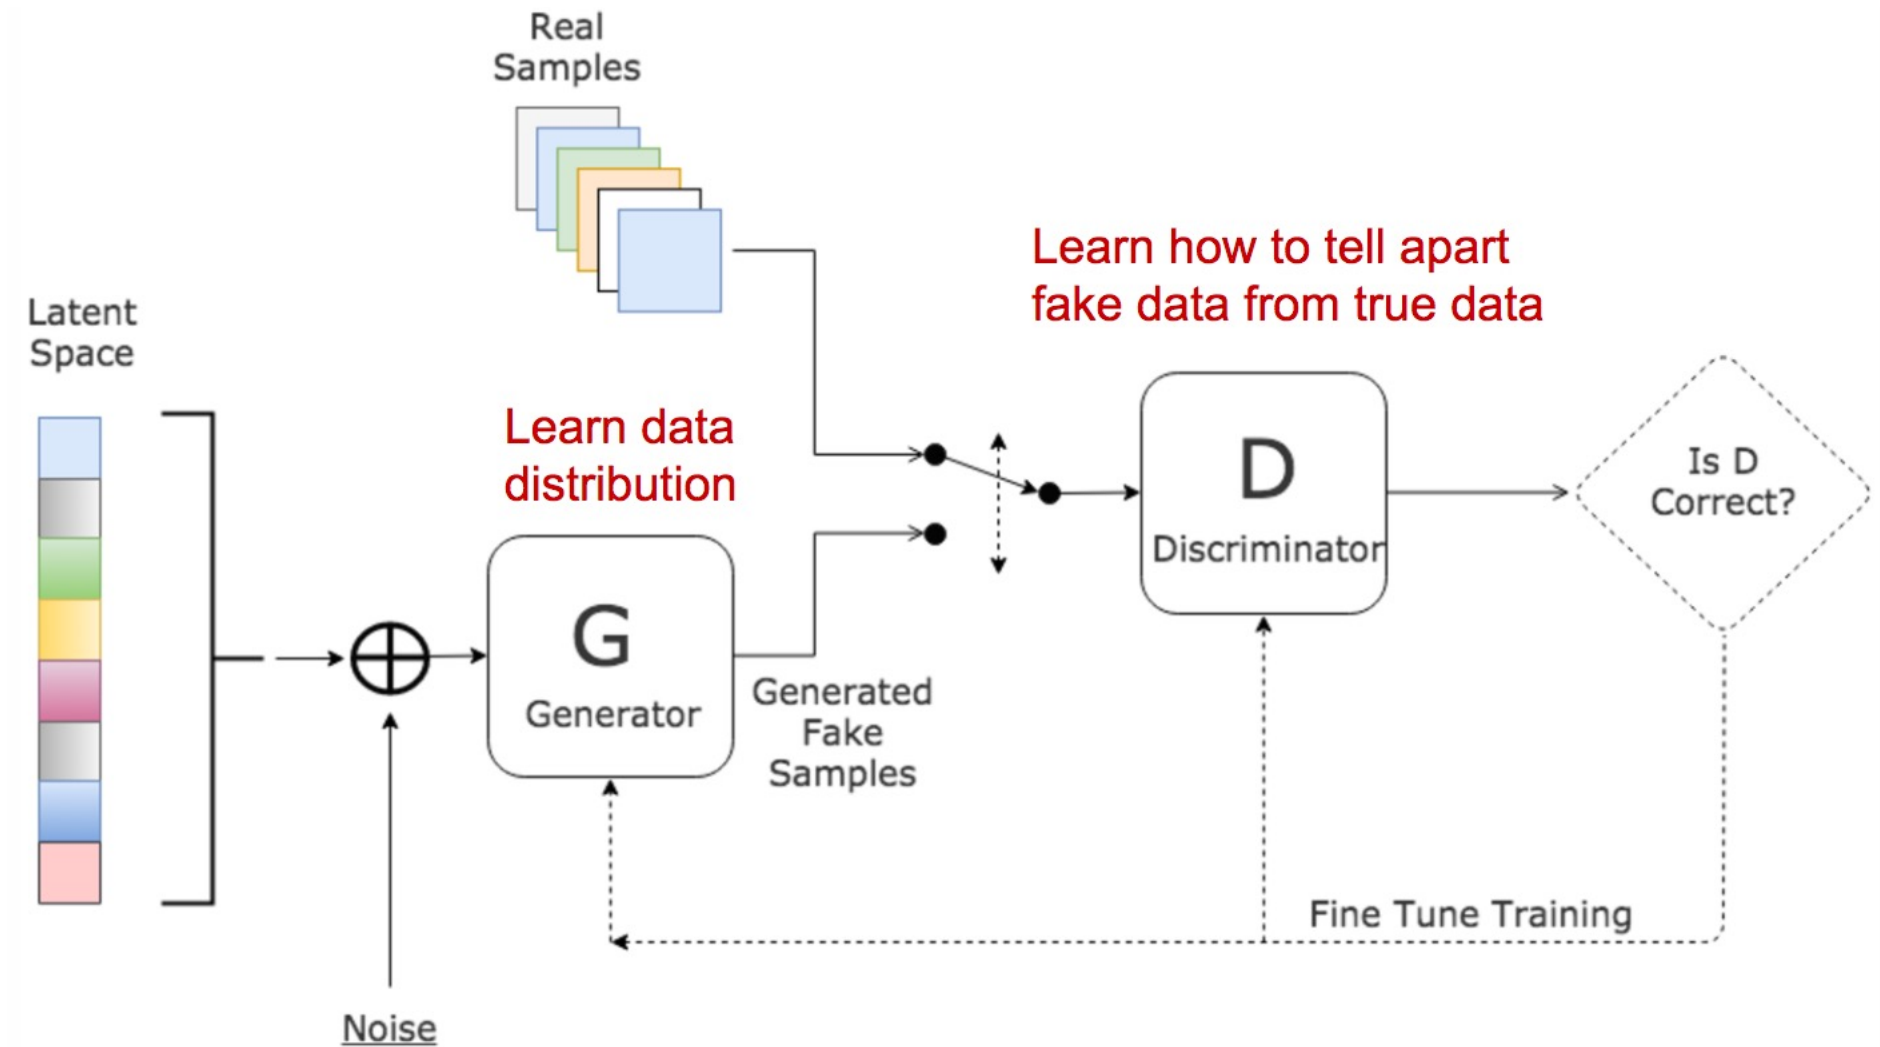 Real
Samples
Learn how to tell apart
fake data from true data
Latent
Space
Learn data
distribution
D
Discriminator
Is D
Correct?
G
Generator
Generated
Fake
Samples
Fine Tune Training
Noise